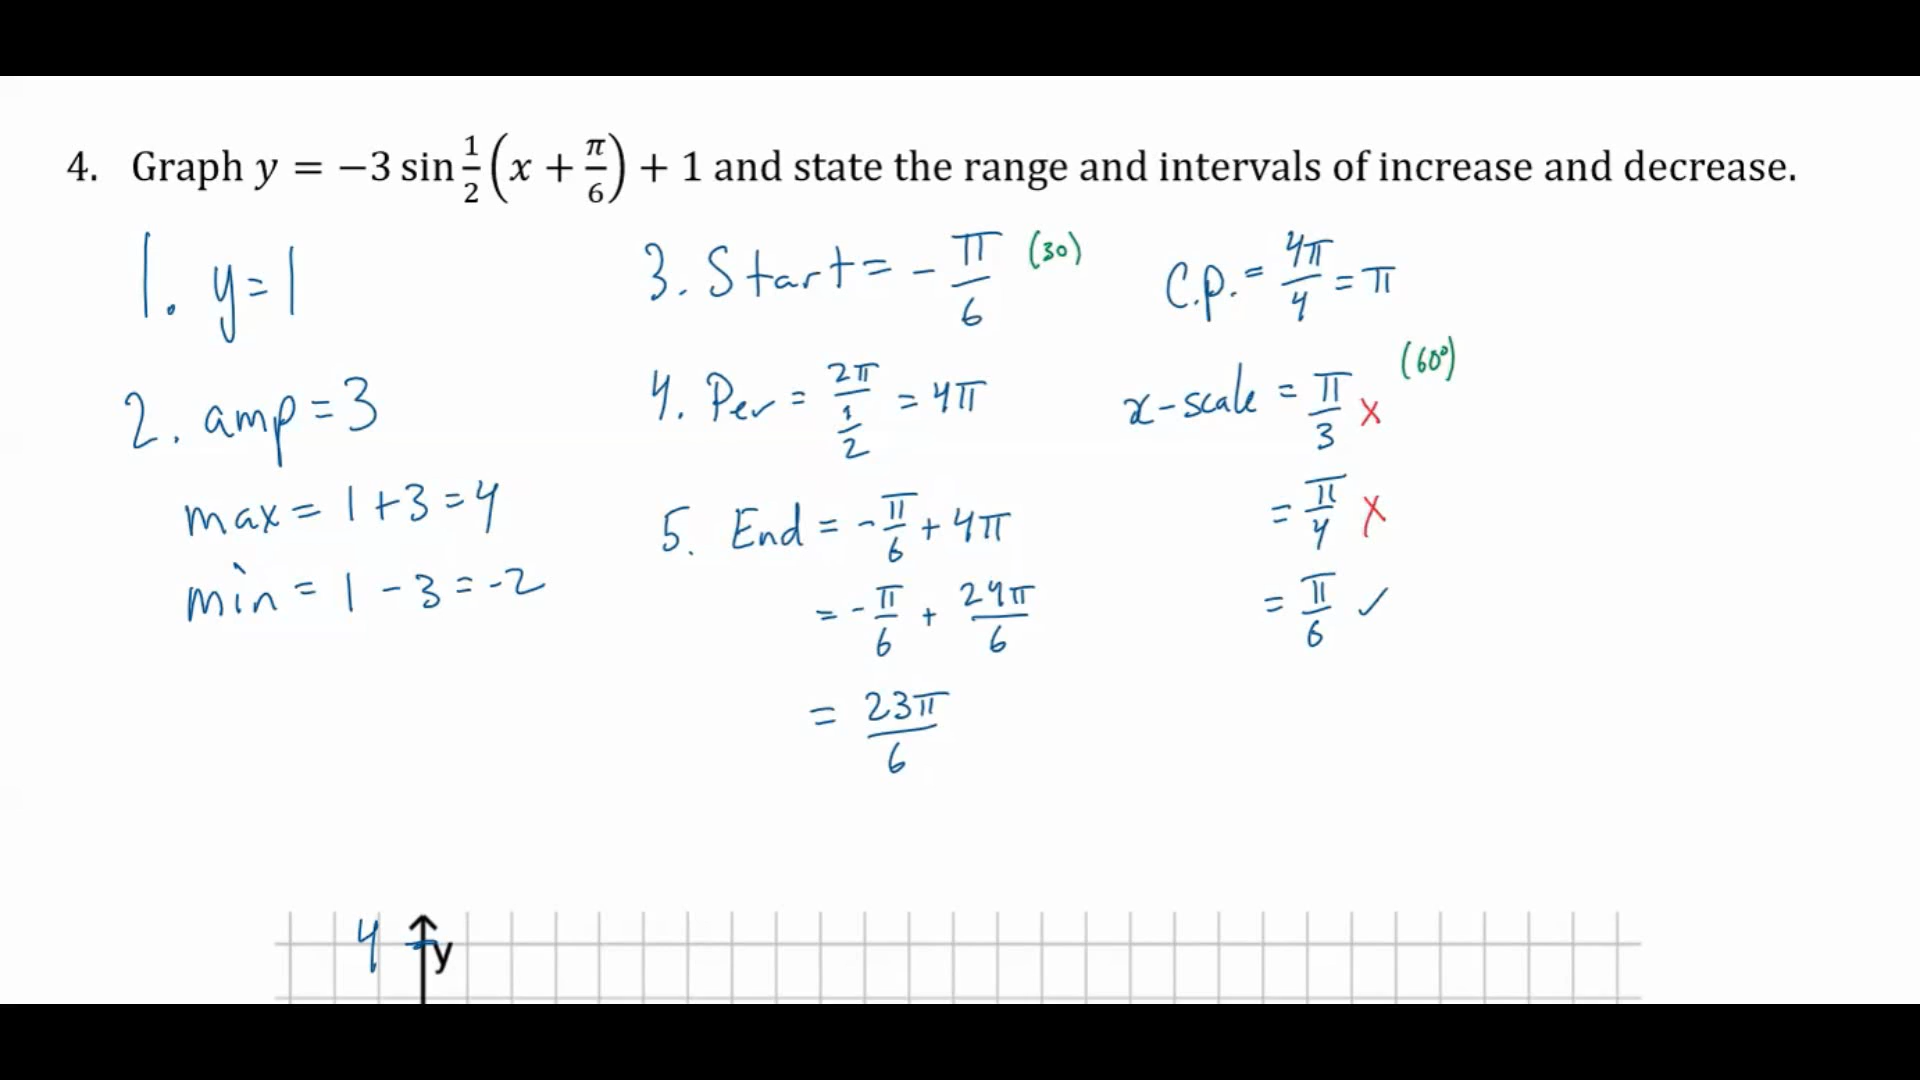 4. Graph y = −3 sin 1/2 (x + π/6) + 1 and state the range and intervals of increase and decrease.
1. y=1
2. amp=3
max = 1+3=4
min = 1-3=-2
3. Start = -π/6 (30)
4. Per = 2π/(1/2) = 4π
5. End = -π/6 + 4π
= -π/6 + 24π/6
= 23π/6
C.p. = 4π/4 = π
x-scale = π/3 x (60°)
= π/4 x
= π/6 ✓
4 y